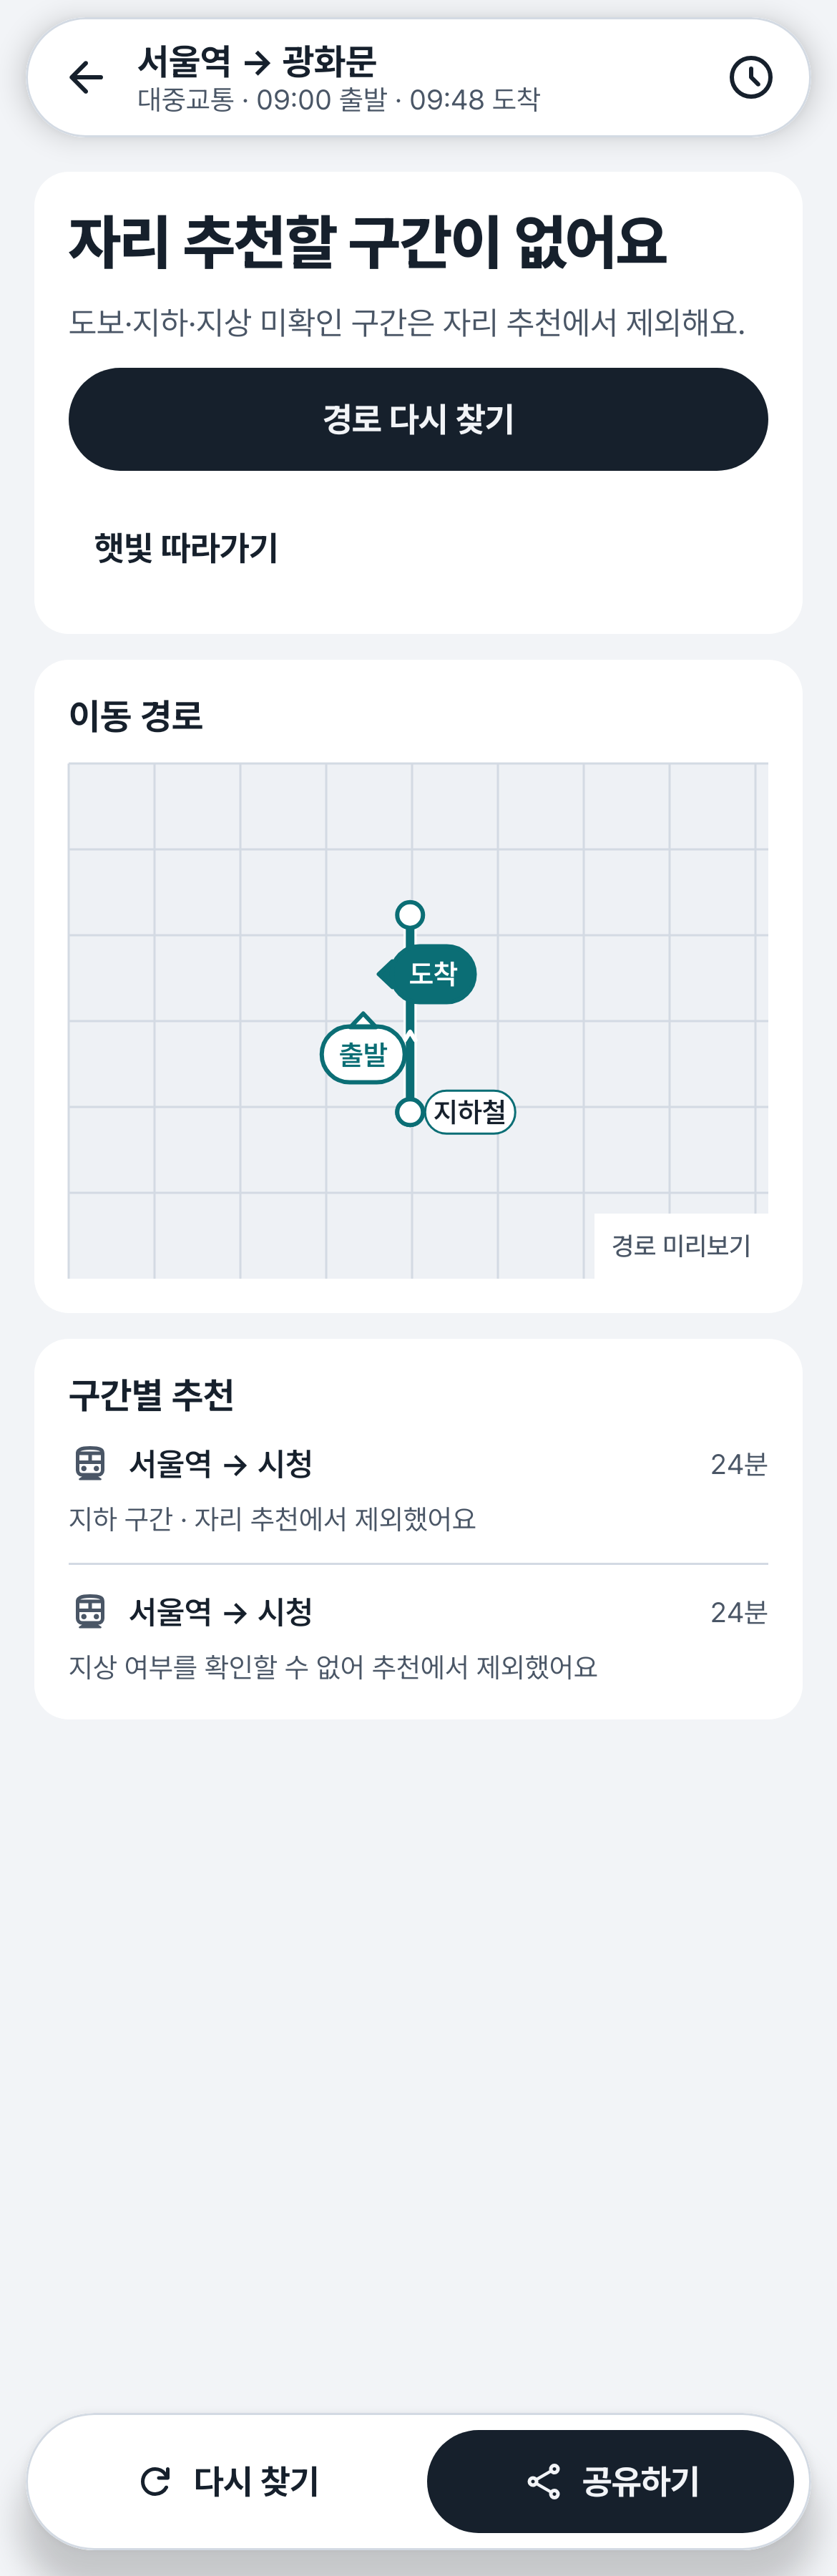 서울역 → 광화문
대중교통 · 09:00 출발 · 09:48 도착
자리 추천할 구간이 없어요
도보·지하·지상 미확인 구간은 자리 추천에서 제외해요.
경로 다시 찾기
햇빛 따라가기
이동 경로
도착
출발
지하철
경로 미리보기
구간별 추천
서울역 → 시청 24분
지하 구간 · 자리 추천에서 제외했어요
서울역 → 시청 24분
지상 여부를 확인할 수 없어 추천에서 제외했어요
다시 찾기 공유하기